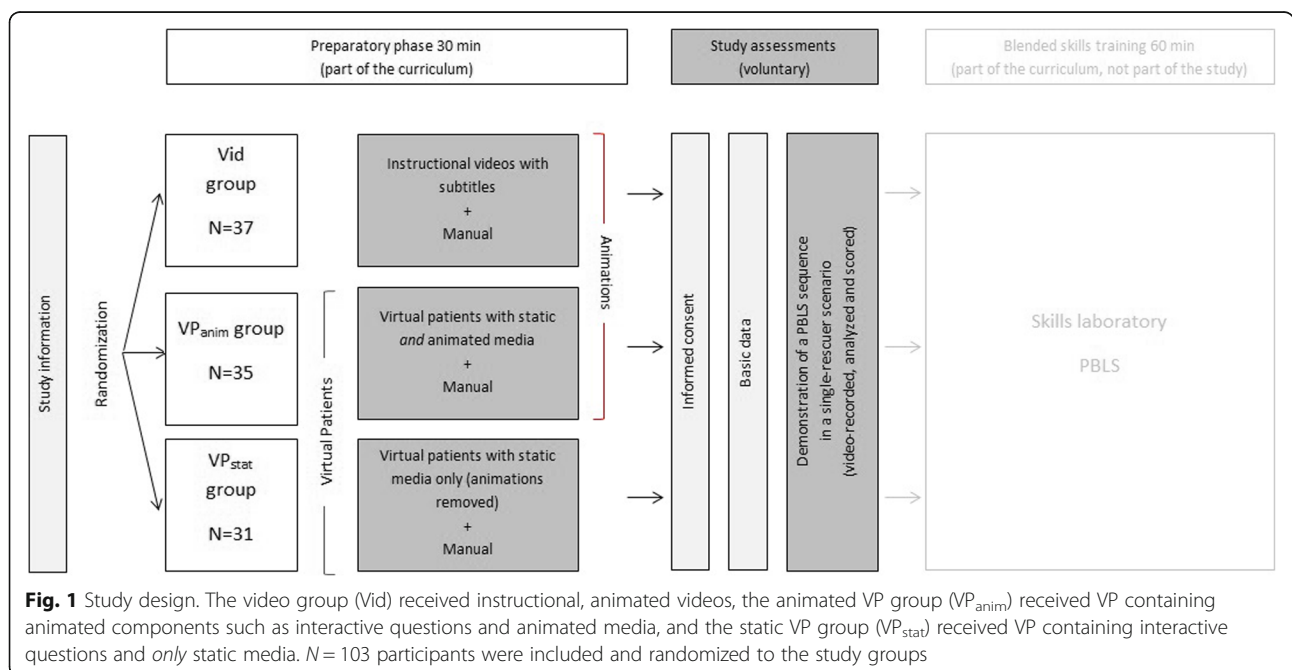 Preparatory phase 30 min
(part of the curriculum)
Study assessments
(voluntary)
Blended skills training 60 min
(part of the curriculum, not part of the study)
Study information
Randomization
Vid
group
N=37
VPanim group
N=35
VPstat
group
N=31
Virtual Patients
Instructional videos with
subtitles
+
Manual
Virtual patients with static
and animated media
+
Manual
Virtual patients with static
media only (animations
removed)
+
Manual
Animations
Informed consent
Basic data
Demonstration of a PBLS sequence
in a single-rescuer scenario
(video-recorded, analyzed and scored)
Skills laboratory
PBLS
Fig. 1 Study design. The video group (Vid) received instructional, animated videos, the animated VP group (VPanim) received VP containing
animated components such as interactive questions and animated media, and the static VP group (VPstat) received VP containing interactive
questions and only static media. N = 103 participants were included and randomized to the study groups